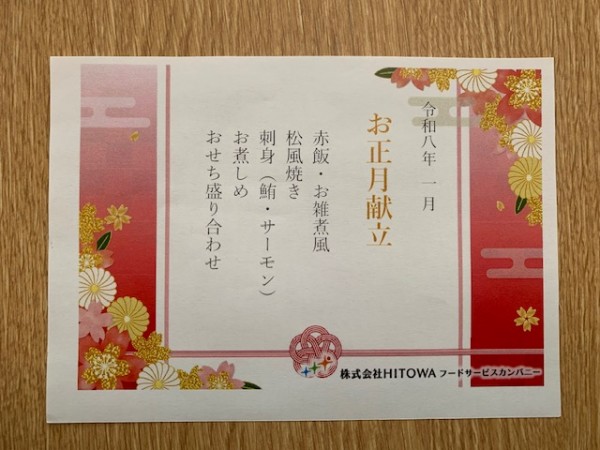 令和八年 一月
お正月献立
赤飯・お雑煮風
松風焼き
刺身（鮪・サーモン）
お煮しめ
おせち盛り合わせ
株式会社HITOWA フードサービスカンパニー